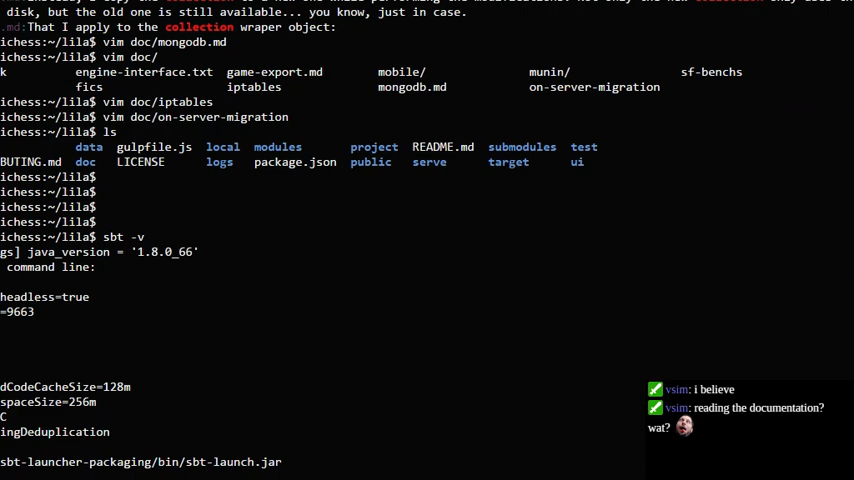 disk, but the old one is still available... you know, just in case.
.md:That I apply to the collection wraper object:
ichess:~/lila$ vim doc/mongodb.md
ichess:~/lila$ vim doc/
k engine-interface.txt game-export.md mobile/ munin/ sf-benchs
fics iptables mongodb.md on-server-migration
ichess:~/lila$ vim doc/iptables
ichess:~/lila$ vim doc/on-server-migration
ichess:~/lila$ ls
data gulpfile.js local modules project README.md submodules test
BUTING.md doc LICENSE logs package.json public serve target ui
ichess:~/lila$
ichess:~/lila$
ichess:~/lila$
ichess:~/lila$
ichess:~/lila$ sbt -v
gs] java_version = '1.8.0_66'
command line:
headless=true
=9663
dCodeCacheSize=128m
spaceSize=256m
C
ingDeduplication
sbt-launcher-packaging/bin/sbt-launch.jar
vsim: i believe
vsim: reading the documentation?
wat?